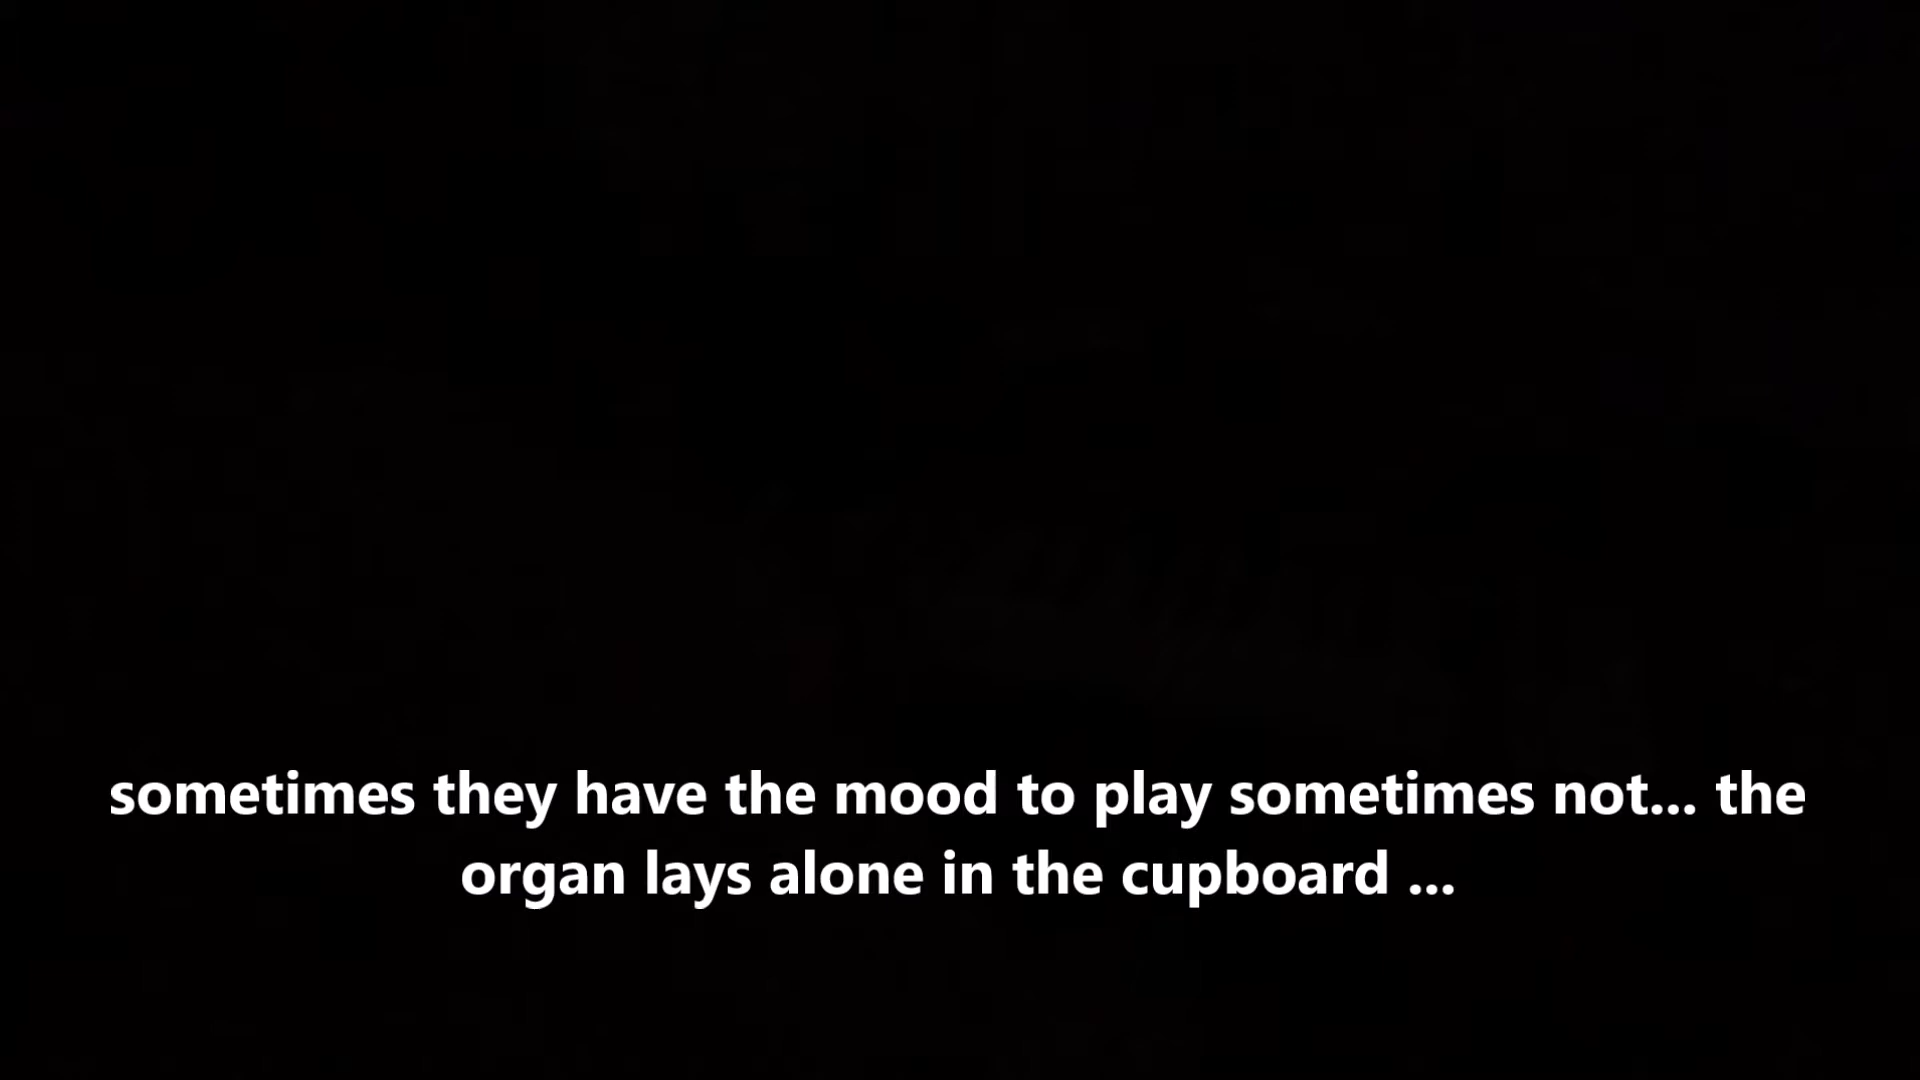 sometimes they have the mood to play sometimes not... the
organ lays alone in the cupboard ...